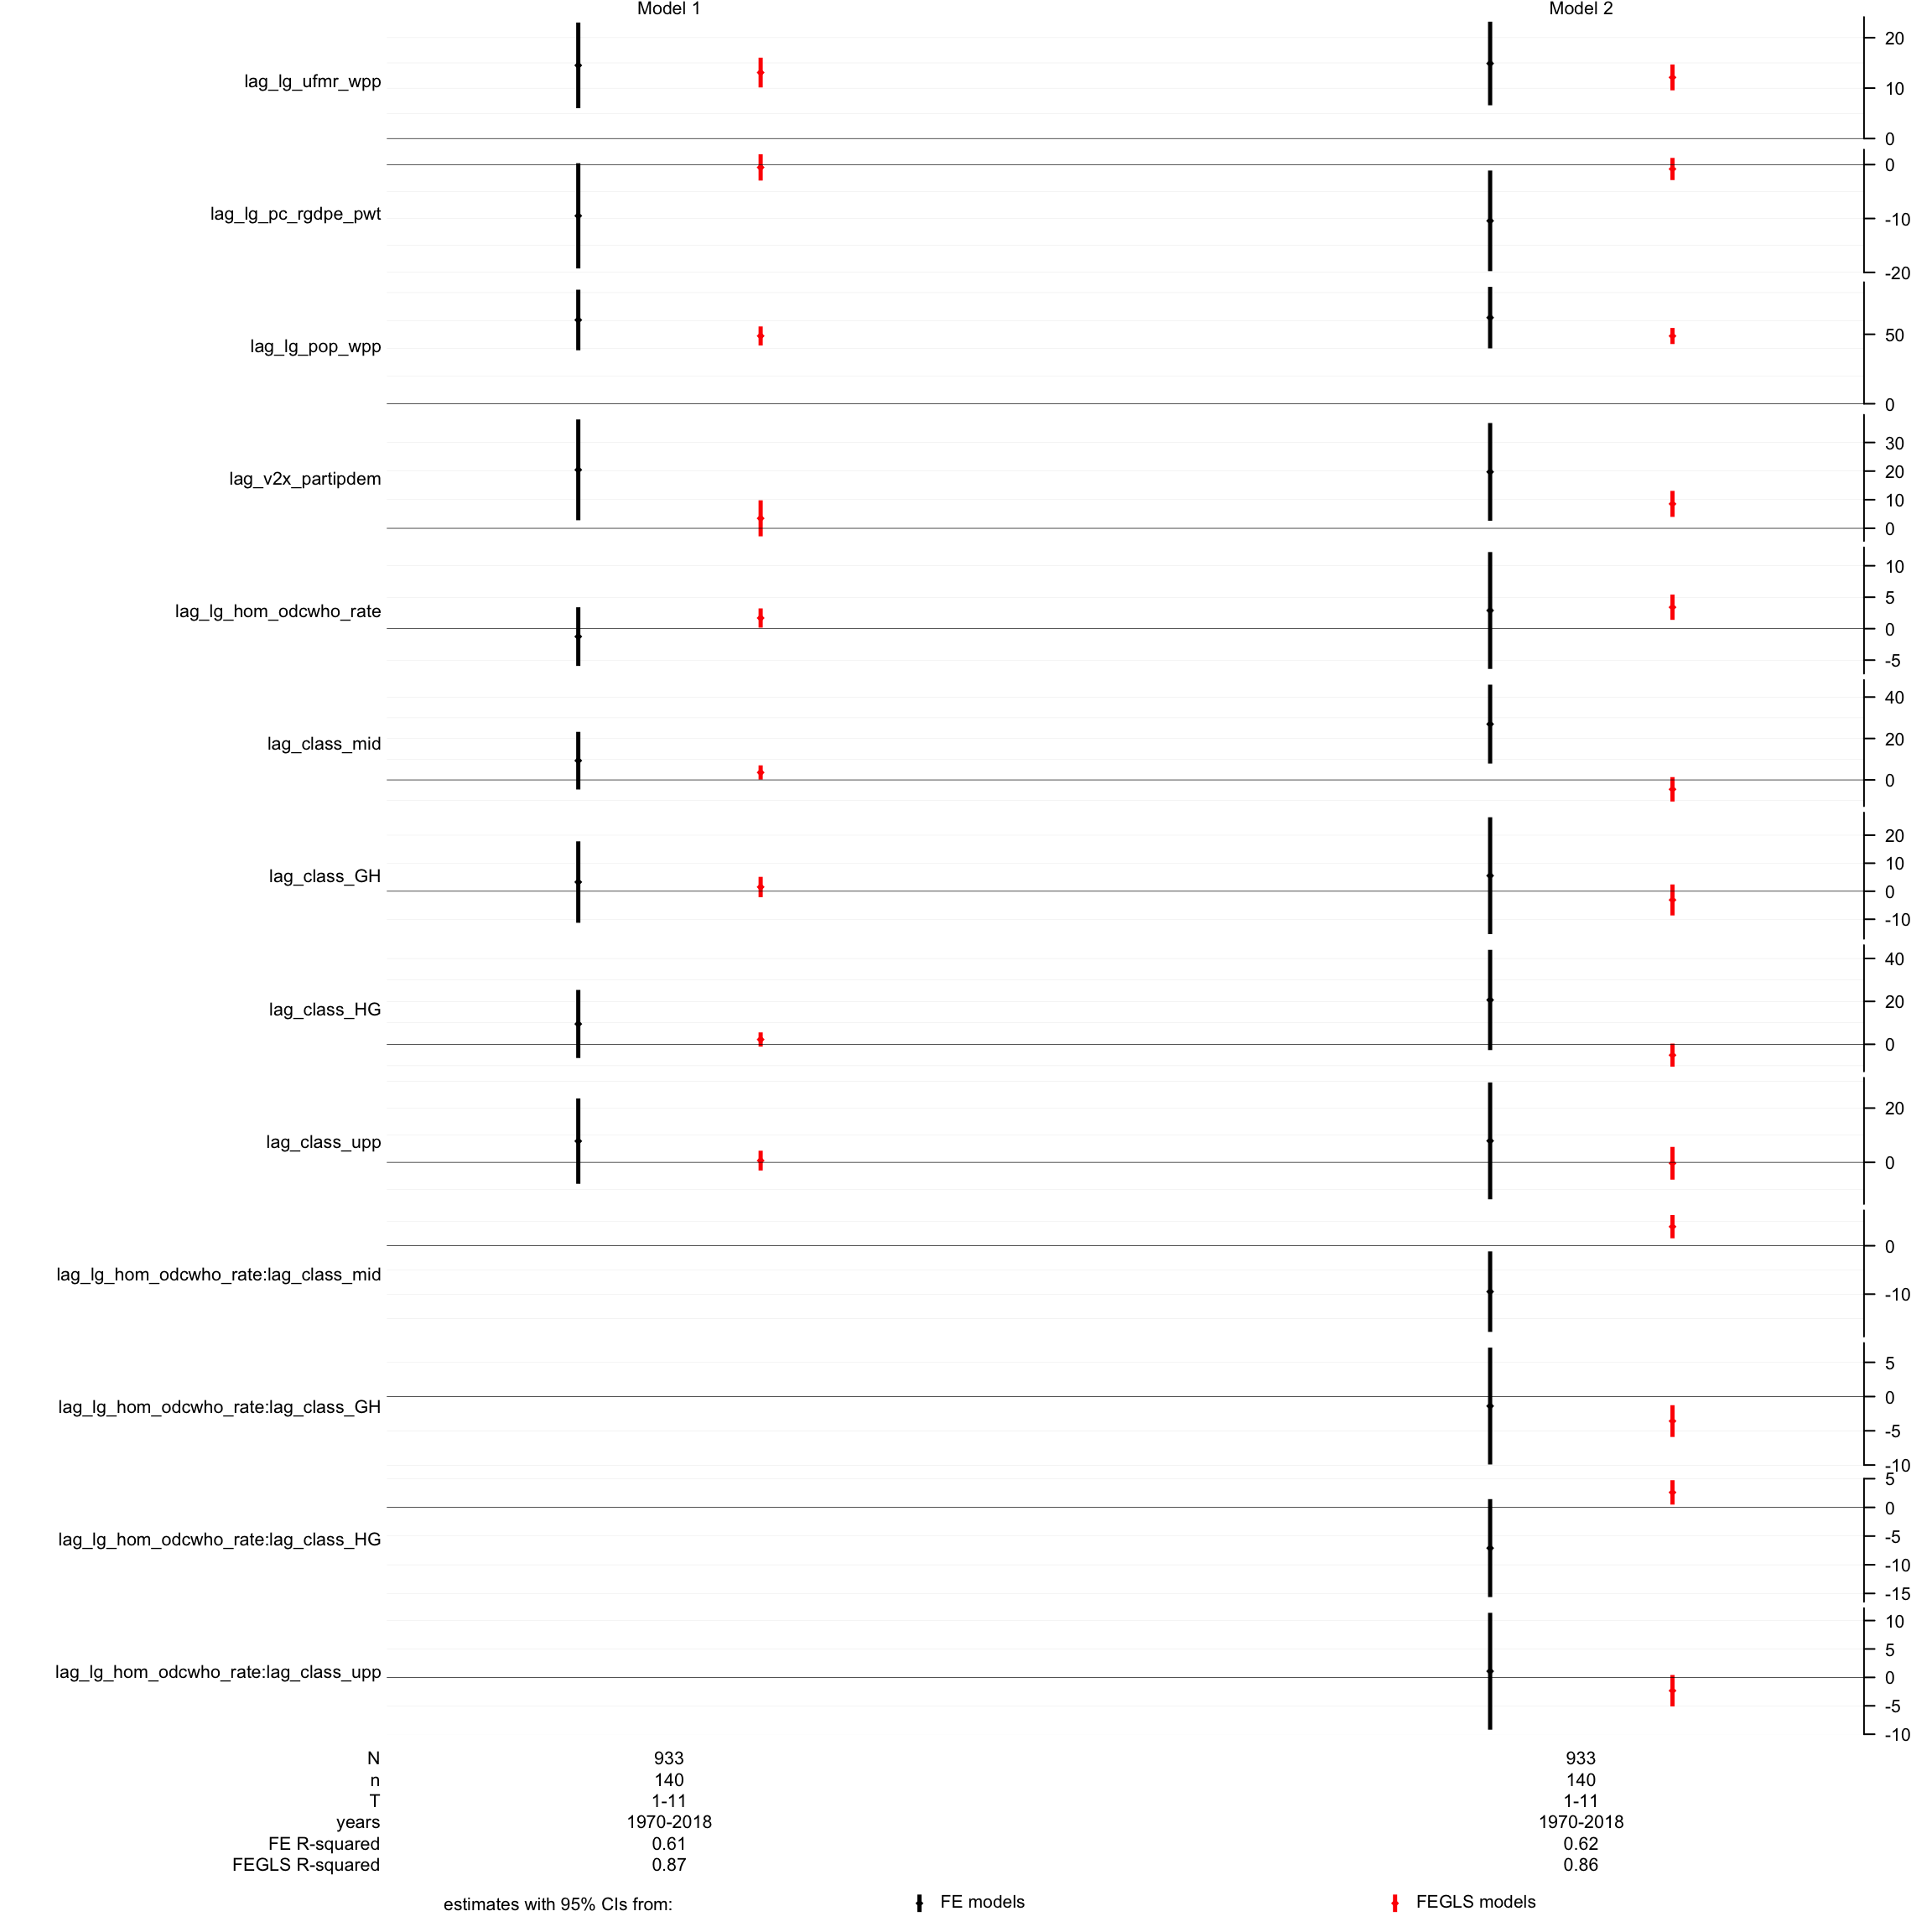 Model 1 Model 2
20
lag_lg_ufmr_wpp
10
0
0
lag_lg_pc_rgdpe_pwt
-10
-20
lag_lg_pop_wpp
50
0
30
lag_v2x_partipdem
20
10
0
10
lag_lg_hom_odcwho_rate
5
0
-5
40
lag_class_mid
20
0
20
lag_class_GH
10
0
-10
40
lag_class_HG
20
0
20
lag_class_upp
0
0
lag_lg_hom_odcwho_rate:lag_class_mid
-10
5
0
lag_lg_hom_odcwho_rate:lag_class_GH
-5
-10
5
0
lag_lg_hom_odcwho_rate:lag_class_HG
-5
-10
-15
10
5
lag_lg_hom_odcwho_rate:lag_class_upp
0
-5
-10
N 933 933
n 140 140
T 1-11 1-11
years 1970-2018 1970-2018
FE R-squared 0.61 0.62
FEGLS R-squared 0.87 0.86
estimates with 95% CIs from: FE models FEGLS models